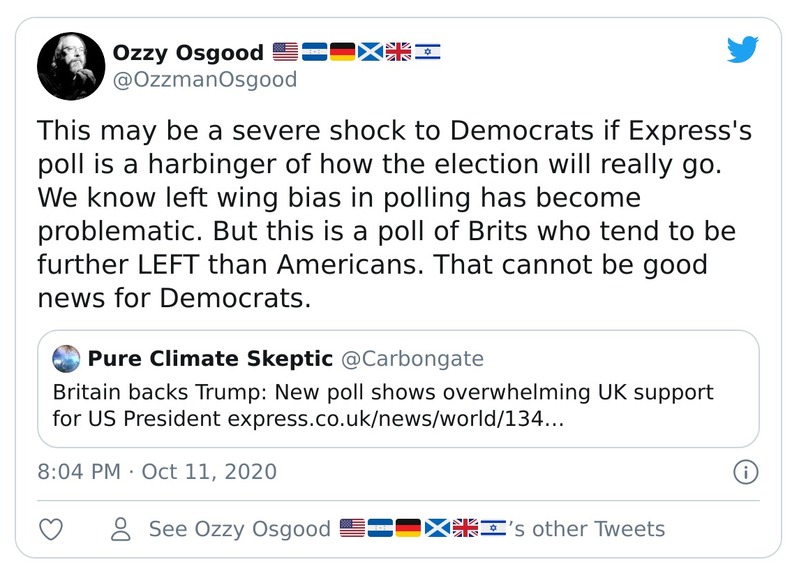 Ozzy Osgood 🇺🇸🇭🇳🇩🇪🏴󠁧󠁢󠁳󠁣󠁴󠁿🇬🇧🇮🇱
@OzzmanOsgood
This may be a severe shock to Democrats if Express's
poll is a harbinger of how the election will really go.
We know left wing bias in polling has become
problematic. But this is a poll of Brits who tend to be
further LEFT than Americans. That cannot be good
news for Democrats.
Pure Climate Skeptic @Carbongate
Britain backs Trump: New poll shows overwhelming UK support
for US President express.co.uk/news/world/134…
8:04 PM · Oct 11, 2020
See Ozzy Osgood 🇺🇸🇭🇳🇩🇪🏴󠁧󠁢󠁳󠁣󠁴󠁿🇬🇧🇮🇱’s other Tweets